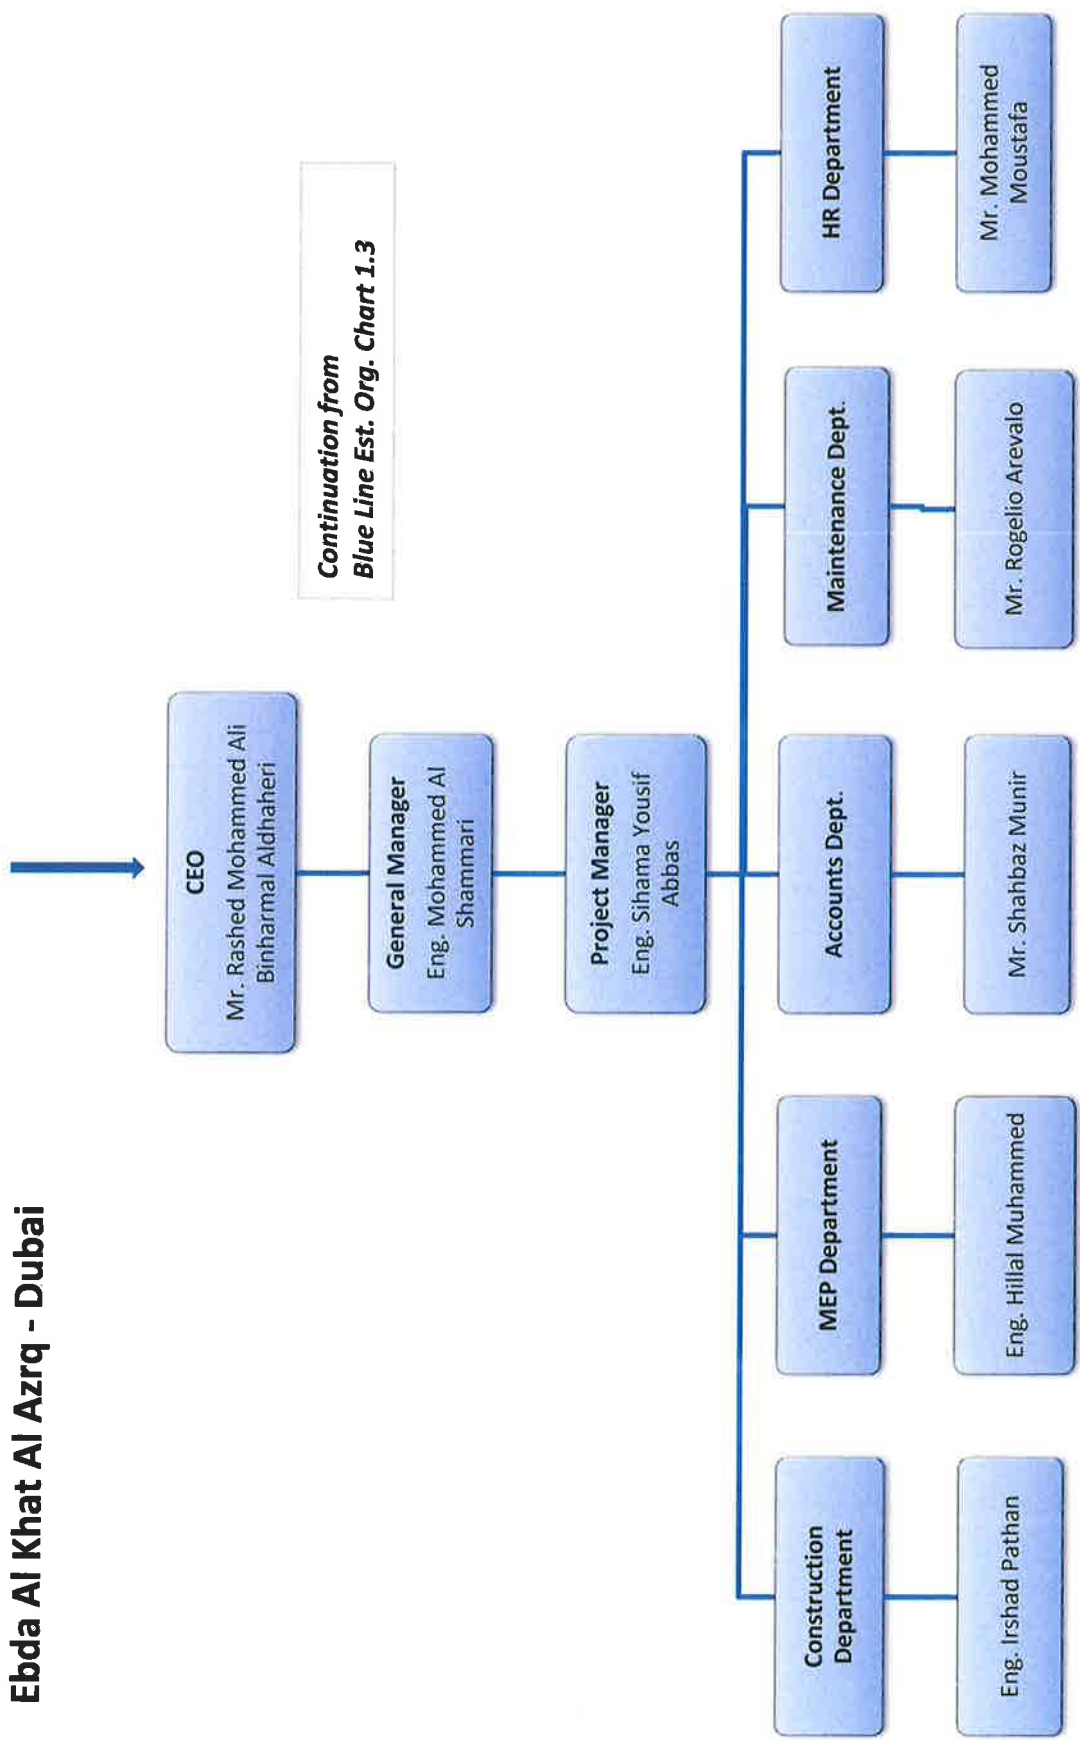 Ebda Al Khat Al Azrq - Dubai
Continuation from
Blue Line Est. Org. Chart 1.3
CEO
Mr. Rashed Mohammed Ali
Binharmal Aldhaheri
General Manager
Eng. Mohammed Al
Shammari
Project Manager
Eng. Sihama Yousif
Abbas
Construction
Department
MEP Department
Accounts Dept.
Maintenance Dept.
HR Department
Eng. Irshad Pathan
Eng. Hillal Muhammed
Mr. Shahbaz Munir
Mr. Rogelio Arevalo
Mr. Mohammed
Moustafa